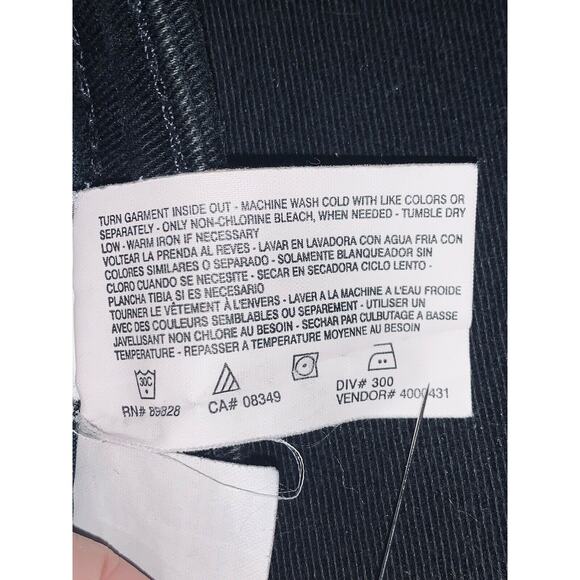 TURN GARMENT INSIDE OUT - MACHINE WASH COLD WITH LIKE COLORS OR
SEPARATELY - ONLY NON-CHLORINE BLEACH, WHEN NEEDED - TUMBLE DRY
LOW - WARM IRON IF NECESSARY
VOLTEAR LA PRENDA AL REVES - LAVAR EN LAVADORA CON AGUA FRIA CON
COLORES SIMILARES O SEPARADO - SOLAMENTE BLANQUEADOR SIN
CLORO CUANDO SE NECESITE - SECAR EN SECADORA CICLO LENTO -
PLANCHA TIBIA SI ES NECESARIO
TOURNER LE VÊTEMENT À L'ENVERS - LAVER A LA MACHINE A L'EAU FROIDE
AVEC DES COULEURS SEMBLABLES OU SEPAREMENT - UTILISER UN
JAVELLISANT NON CHLORE AU BESOIN - SECHAR PAR CULBUTAGE A BASSE
TEMPERATURE - REPASSER A TEMPERATURE MOYENNE AU BESOIN
30C
RN# 89828 CA# 08349 DIV# 300
VENDOR# 4000431